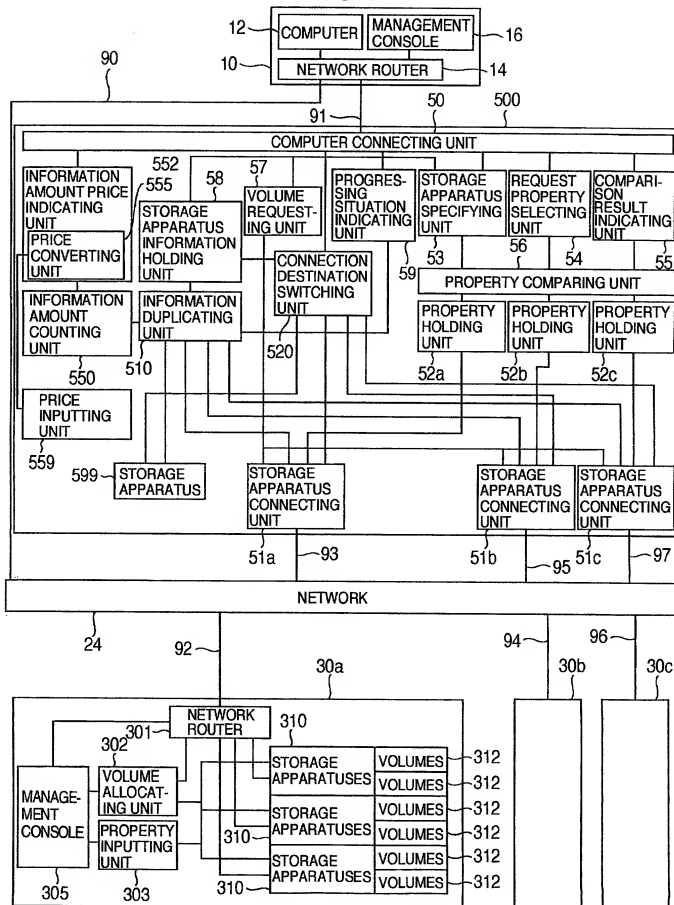 12
COMPUTER
MANAGEMENT
CONSOLE
16
10
NETWORK ROUTER
14
90
91
50
500
COMPUTER CONNECTING UNIT
552
555
INFORMATION
AMOUNT PRICE
INDICATING
UNIT
PRICE
CONVERTING
UNIT
58
STORAGE
APPARATUS
INFORMATION
HOLDING
UNIT
57
VOLUME
REQUEST-
ING UNIT
PROGRES-
SING
SITUATION
INDICATING
UNIT
59
STORAGE
APPARATUS
SPECIFYING
UNIT
53
REQUEST
PROPERTY
SELECTING
UNIT
54
COMPARI-
SON
RESULT
INDICATING
UNIT
55
56
PROPERTY COMPARING UNIT
CONNECTION
DESTINATION
SWITCHING
UNIT
520
INFORMATION
AMOUNT
COUNTING
UNIT
550
INFORMATION
DUPLICATING
UNIT
510
PROPERTY
HOLDING
UNIT
52a
PROPERTY
HOLDING
UNIT
52b
PROPERTY
HOLDING
UNIT
52c
PRICE
INPUTTING
UNIT
559
599
STORAGE
APPARATUS
STORAGE
APPARATUS
CONNECTING
UNIT
51a
STORAGE
APPARATUS
CONNECTING
UNIT
51b
STORAGE
APPARATUS
CONNECTING
UNIT
51c
93
95
97
NETWORK
24
92
94
96
30a
30b
30c
301
NETWORK
ROUTER
302
VOLUME
ALLOCAT-
ING UNIT
MANAGE-
MENT
CONSOLE
305
PROPERTY
INPUTTING
UNIT
303
310
STORAGE
APPARATUSES
VOLUMES
312
VOLUMES
312
STORAGE
APPARATUSES
310
VOLUMES
312
VOLUMES
312
STORAGE
APPARATUSES
310
VOLUMES
312
VOLUMES
312